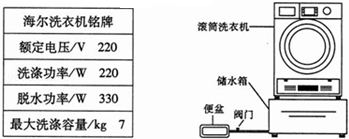 海尔洗衣机铭牌
额定电压/V 220
洗涤功率/W 220
脱水功率/W 330
最大洗涤容量/kg 7
滚筒洗衣机
储水箱
便盆
阀门